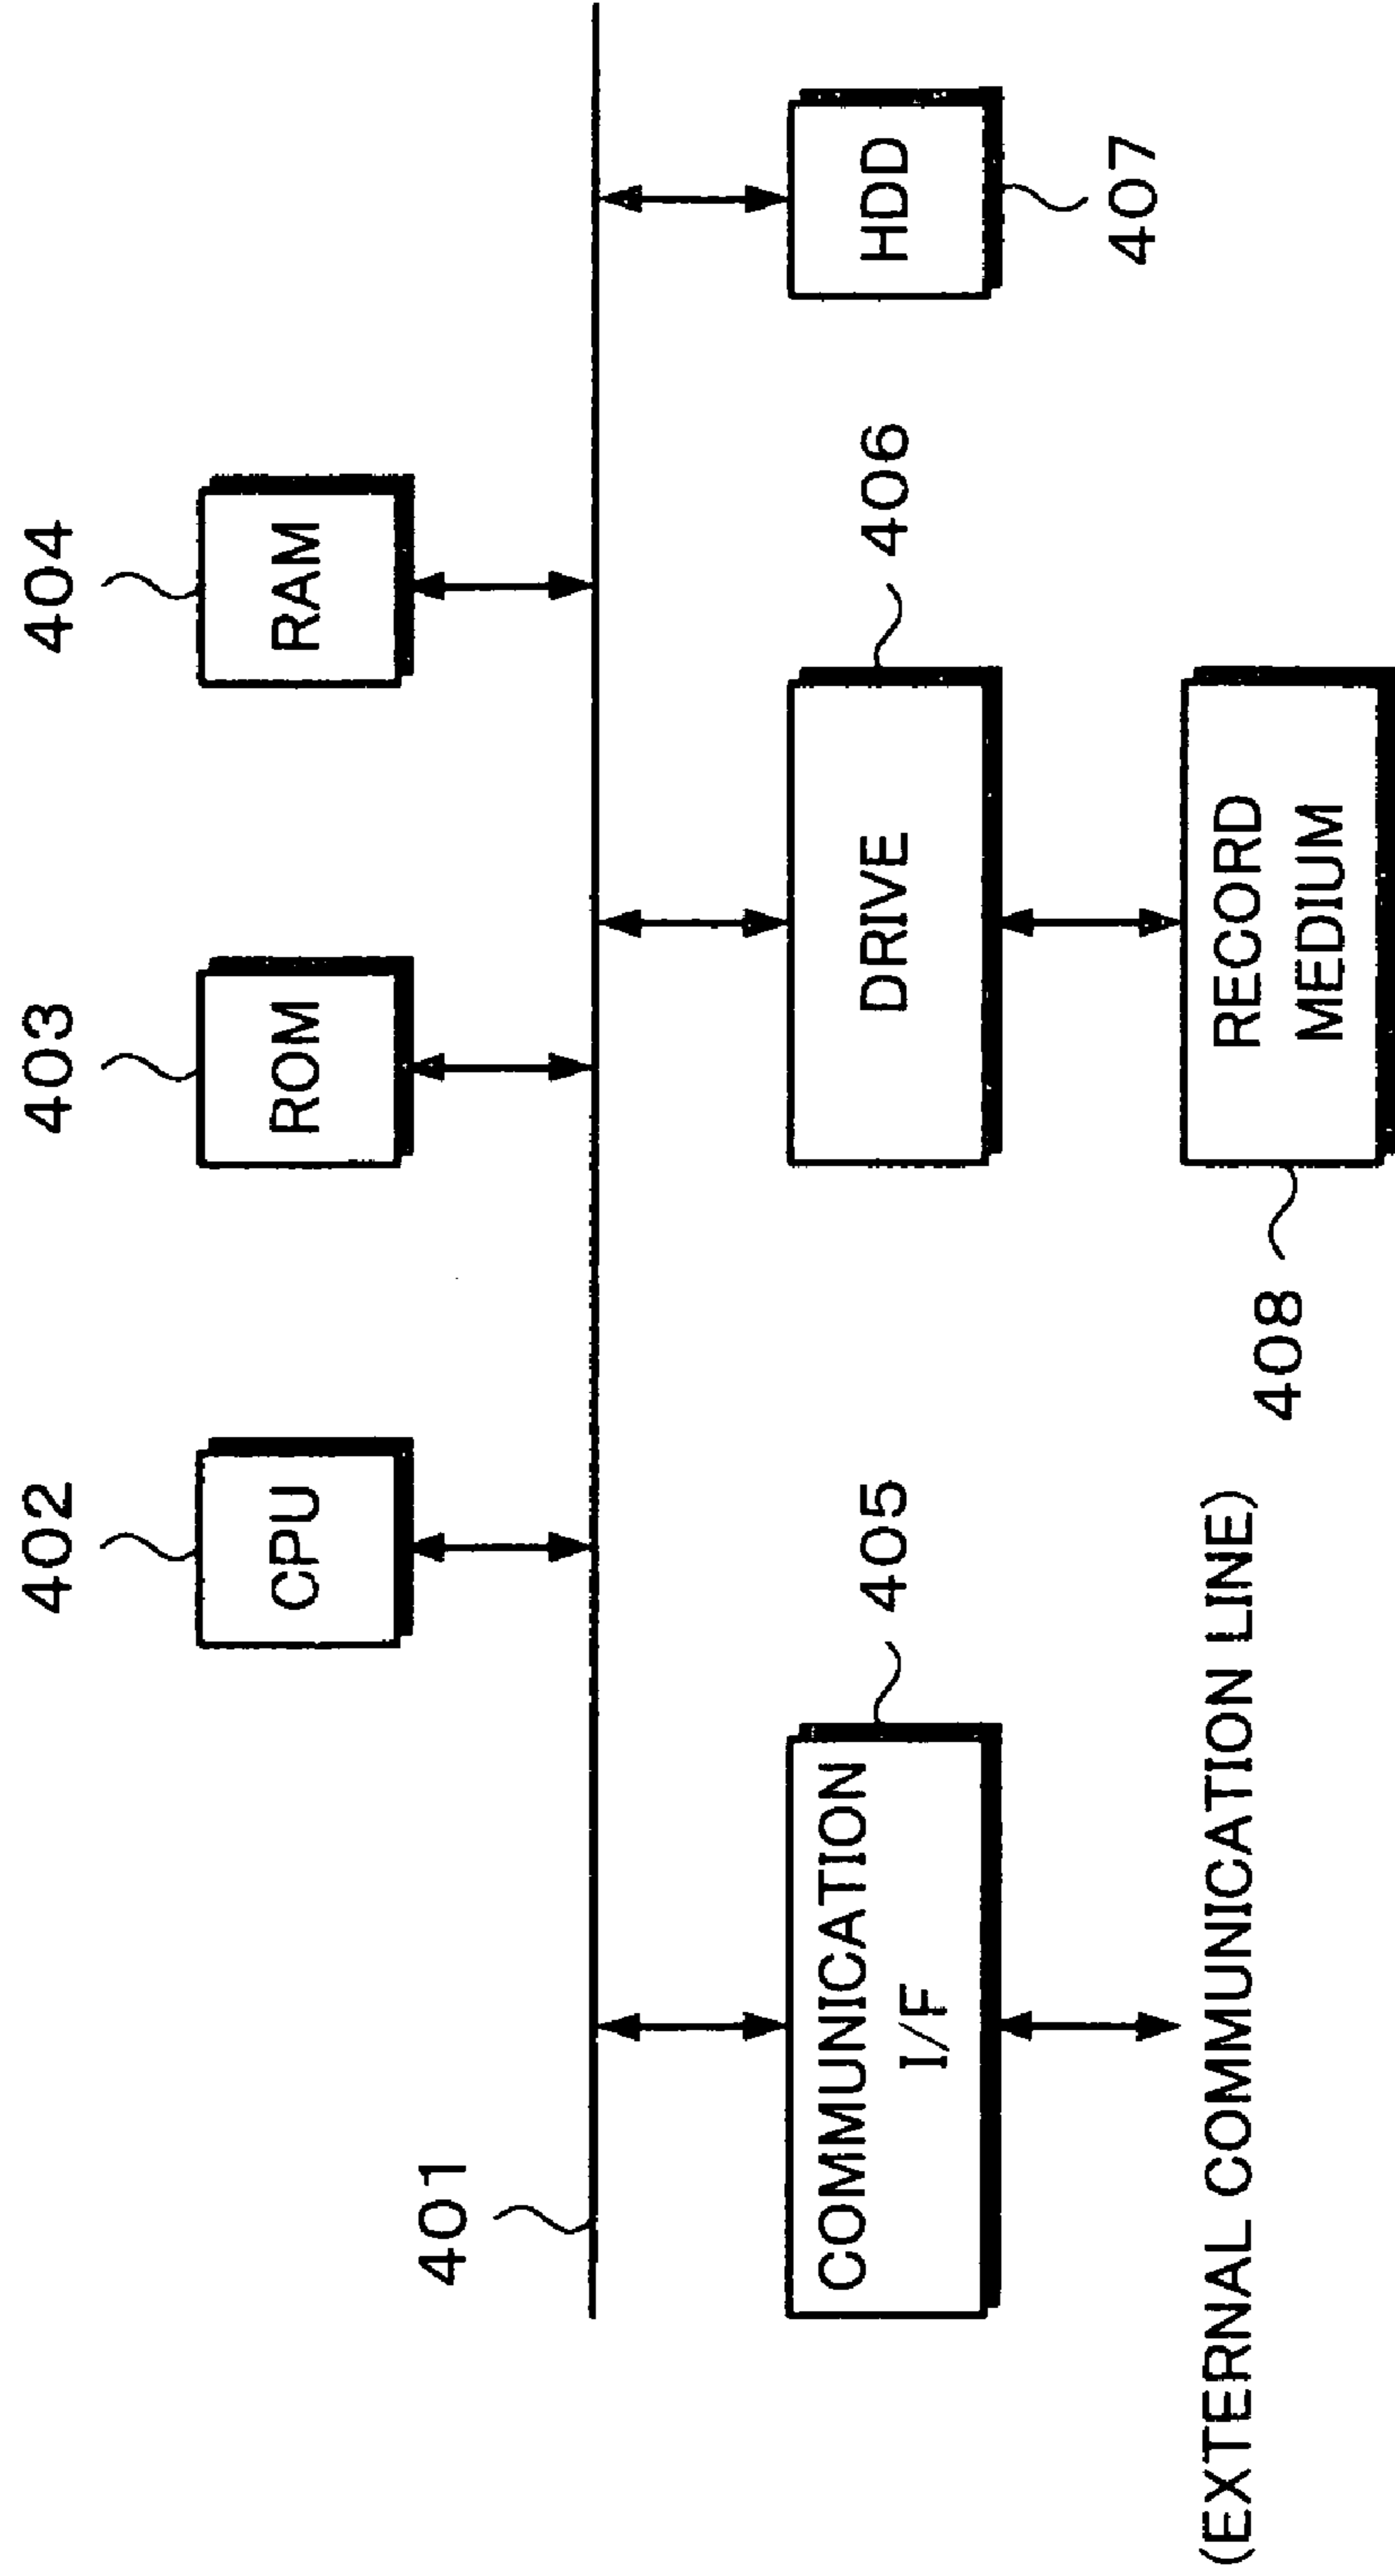 402
403
404
CPU
ROM
RAM
401
COMMUNICATION
I/F
405
DRIVE
406
HDD
407
(EXTERNAL COMMUNICATION LINE)
408
RECORD
MEDIUM